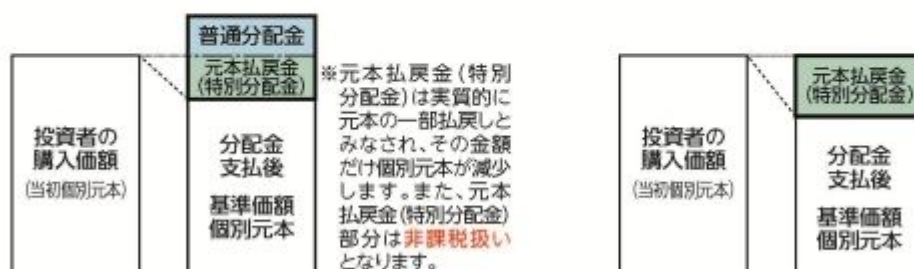 普通分配金
元本払戻金
(特別分配金)
投資者の
購入価額
(当初個別元本)
分配金
支払後
基準価額
個別元本
※元本払戻金(特別
分配金)は実質的に
元本の一部払戻しと
みなされ、その金額
だけ個別元本が減少
します。また、元本
払戻金(特別分配金)
部分は非課税扱い
となります。
投資者の
購入価額
(当初個別元本)
元本払戻金
(特別分配金)
分配金
支払後
基準価額
個別元本